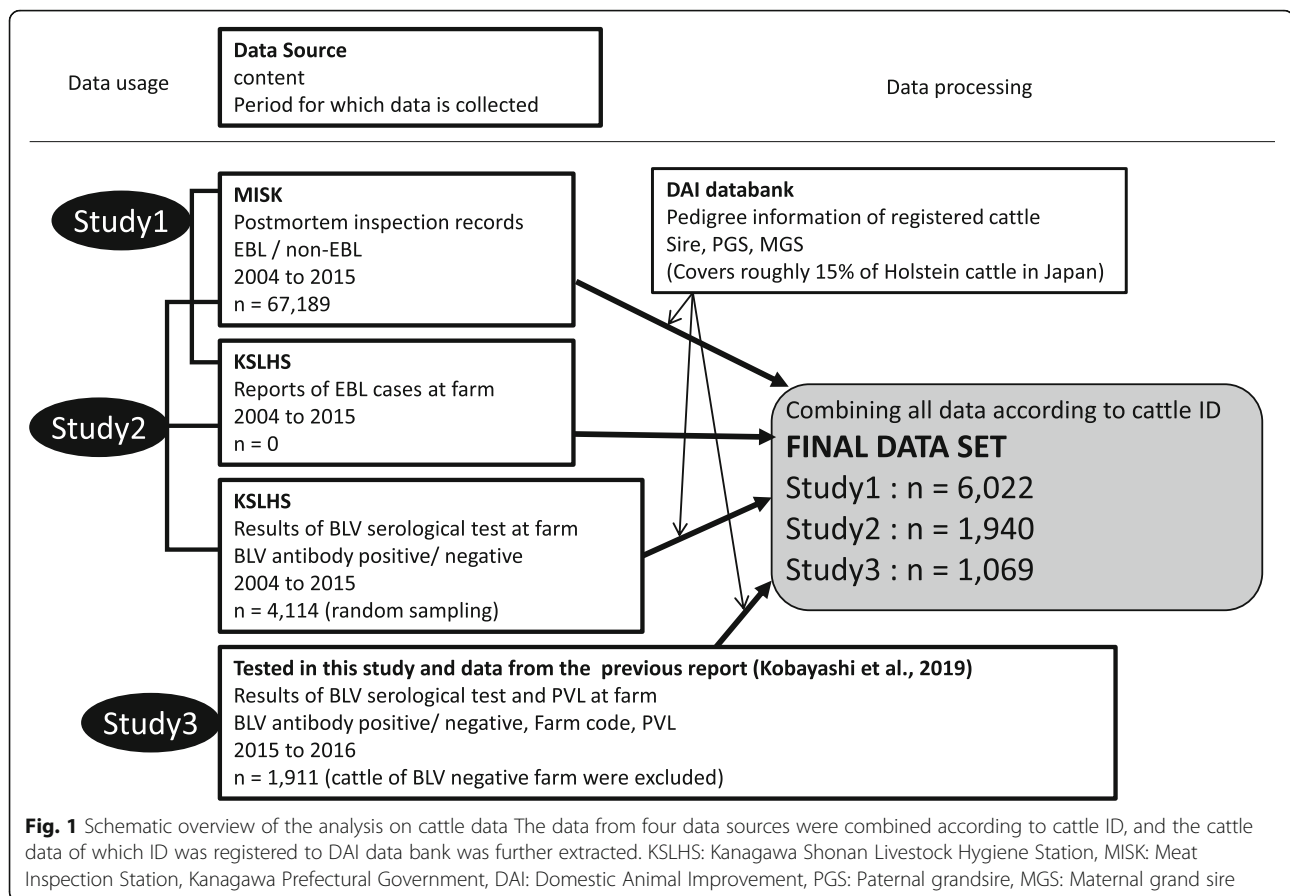 Data usage
Data Source
content
Period for which data is collected
Data processing
Study1
MISK
Postmortem inspection records
EBL / non-EBL
2004 to 2015
n = 67,189
DAI databank
Pedigree information of registered cattle
Sire, PGS, MGS
(Covers roughly 15% of Holstein cattle in Japan)
Study2
KSLHS
Reports of EBL cases at farm
2004 to 2015
n = 0
KSLHS
Results of BLV serological test at farm
BLV antibody positive/ negative
2004 to 2015
n = 4,114 (random sampling)
Combining all data according to cattle ID
FINAL DATA SET
Study1 : n = 6,022
Study2 : n = 1,940
Study3 : n = 1,069
Study3
Tested in this study and data from the previous report (Kobayashi et al., 2019)
Results of BLV serological test and PVL at farm
BLV antibody positive/ negative, Farm code, PVL
2015 to 2016
n = 1,911 (cattle of BLV negative farm were excluded)
Fig. 1 Schematic overview of the analysis on cattle data The data from four data sources were combined according to cattle ID, and the cattle
data of which ID was registered to DAI data bank was further extracted. KSLHS: Kanagawa Shonan Livestock Hygiene Station, MISK: Meat
Inspection Station, Kanagawa Prefectural Government, DAI: Domestic Animal Improvement, PGS: Paternal grandsire, MGS: Maternal grand sire